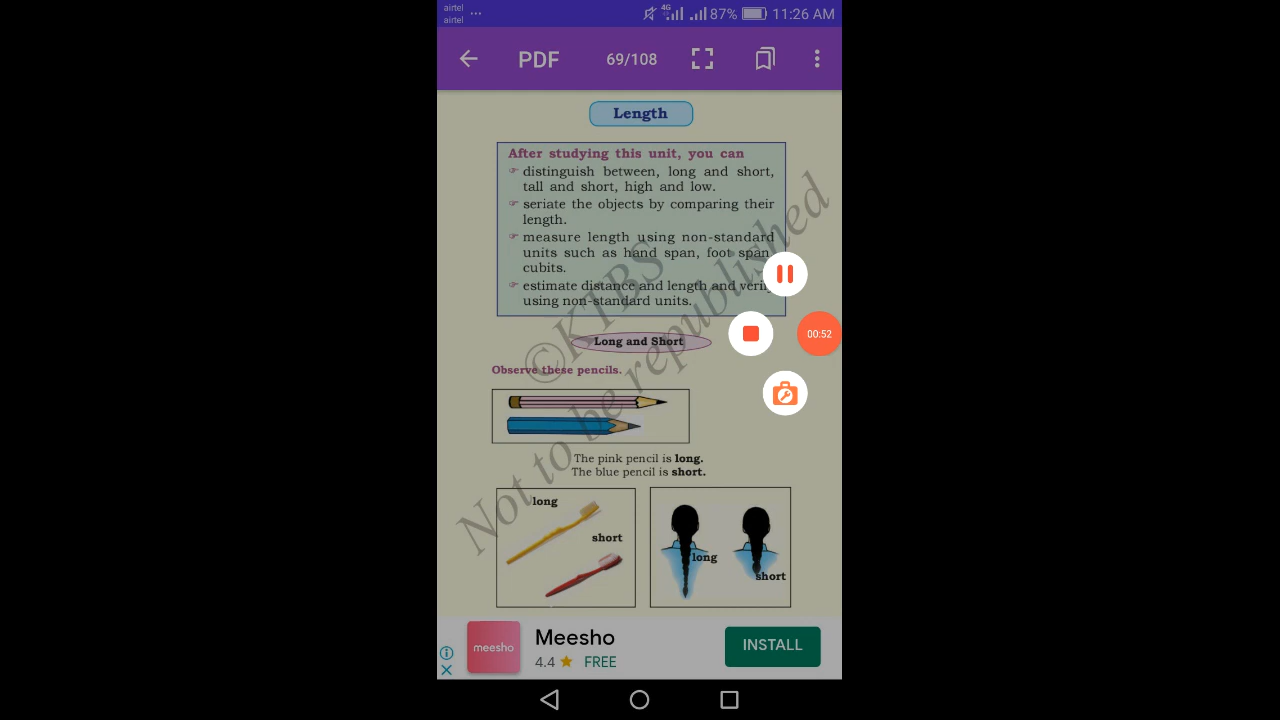 airtel
airtel
4G
87%
11:26 AM
PDF
69/108
Length
After studying this unit, you can
distinguish between, long and short,
tall and short, high and low.
seriate the objects by comparing their
length.
measure length using non-standard
units such as hand span, foot span,
cubits.
estimate distance and length and
using non-standard units.
©KTBS
Not to be republished
00:52
Long and Short
Observe these pencils.
The pink pencil is long.
The blue pencil is short.
long
short
long
short
meesho
Meesho
4.4 ★ FREE
INSTALL